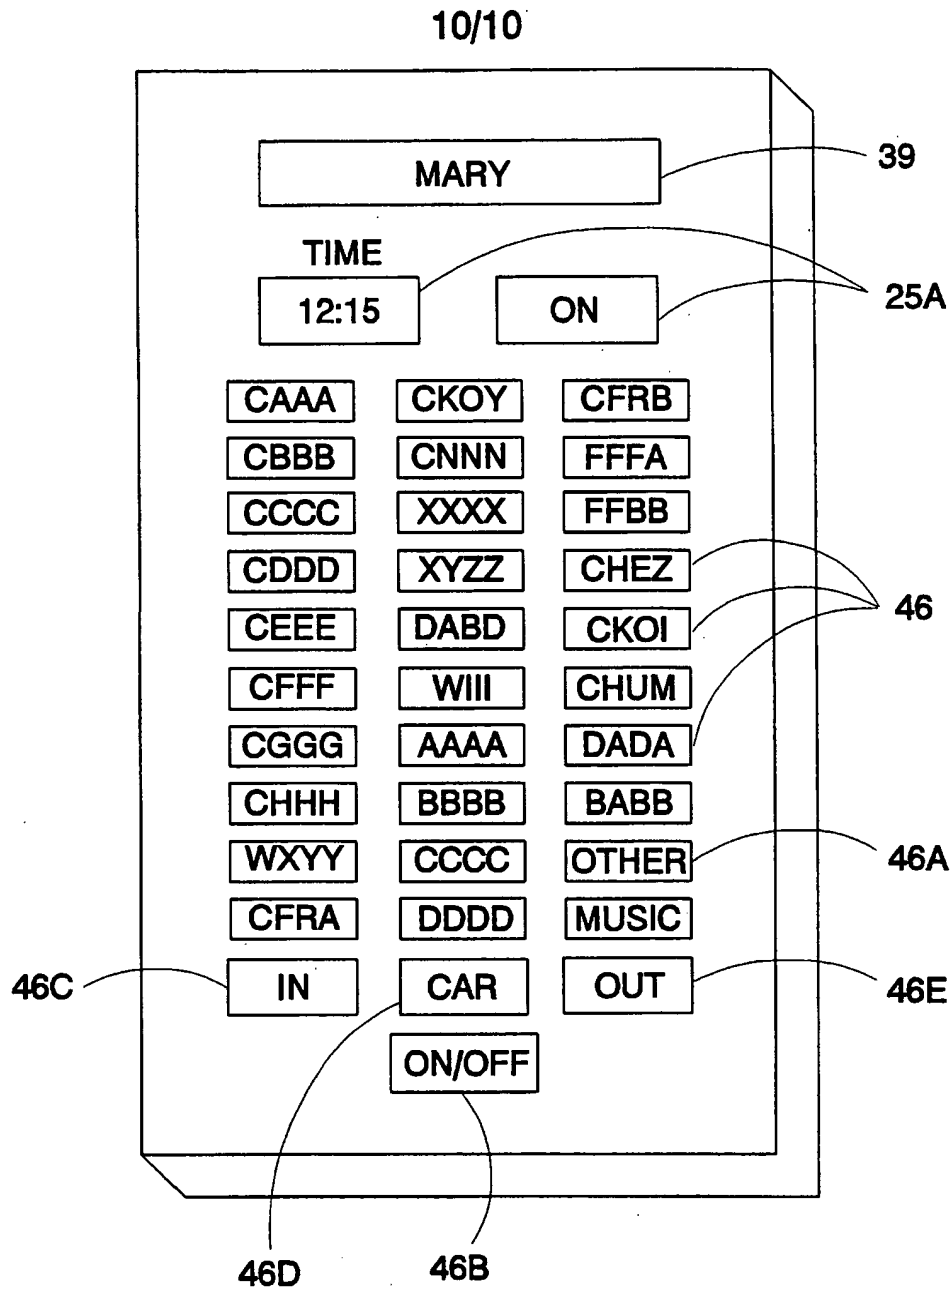 10/10
MARY
39
TIME
12:15 ON
25A
CAAA CKOY CFRB
CBBB CNNN FFFA
CCCC XXXX FFBB
CDDD XYZZ CHEZ
46
CEEE DABD CKOI
CFFF WIII CHUM
CGGG AAAA DADA
CHHH BBBB BABB
WXYY CCCC OTHER
46A
CFRA DDDD MUSIC
46C IN CAR OUT 46E
ON/OFF
46D 46B